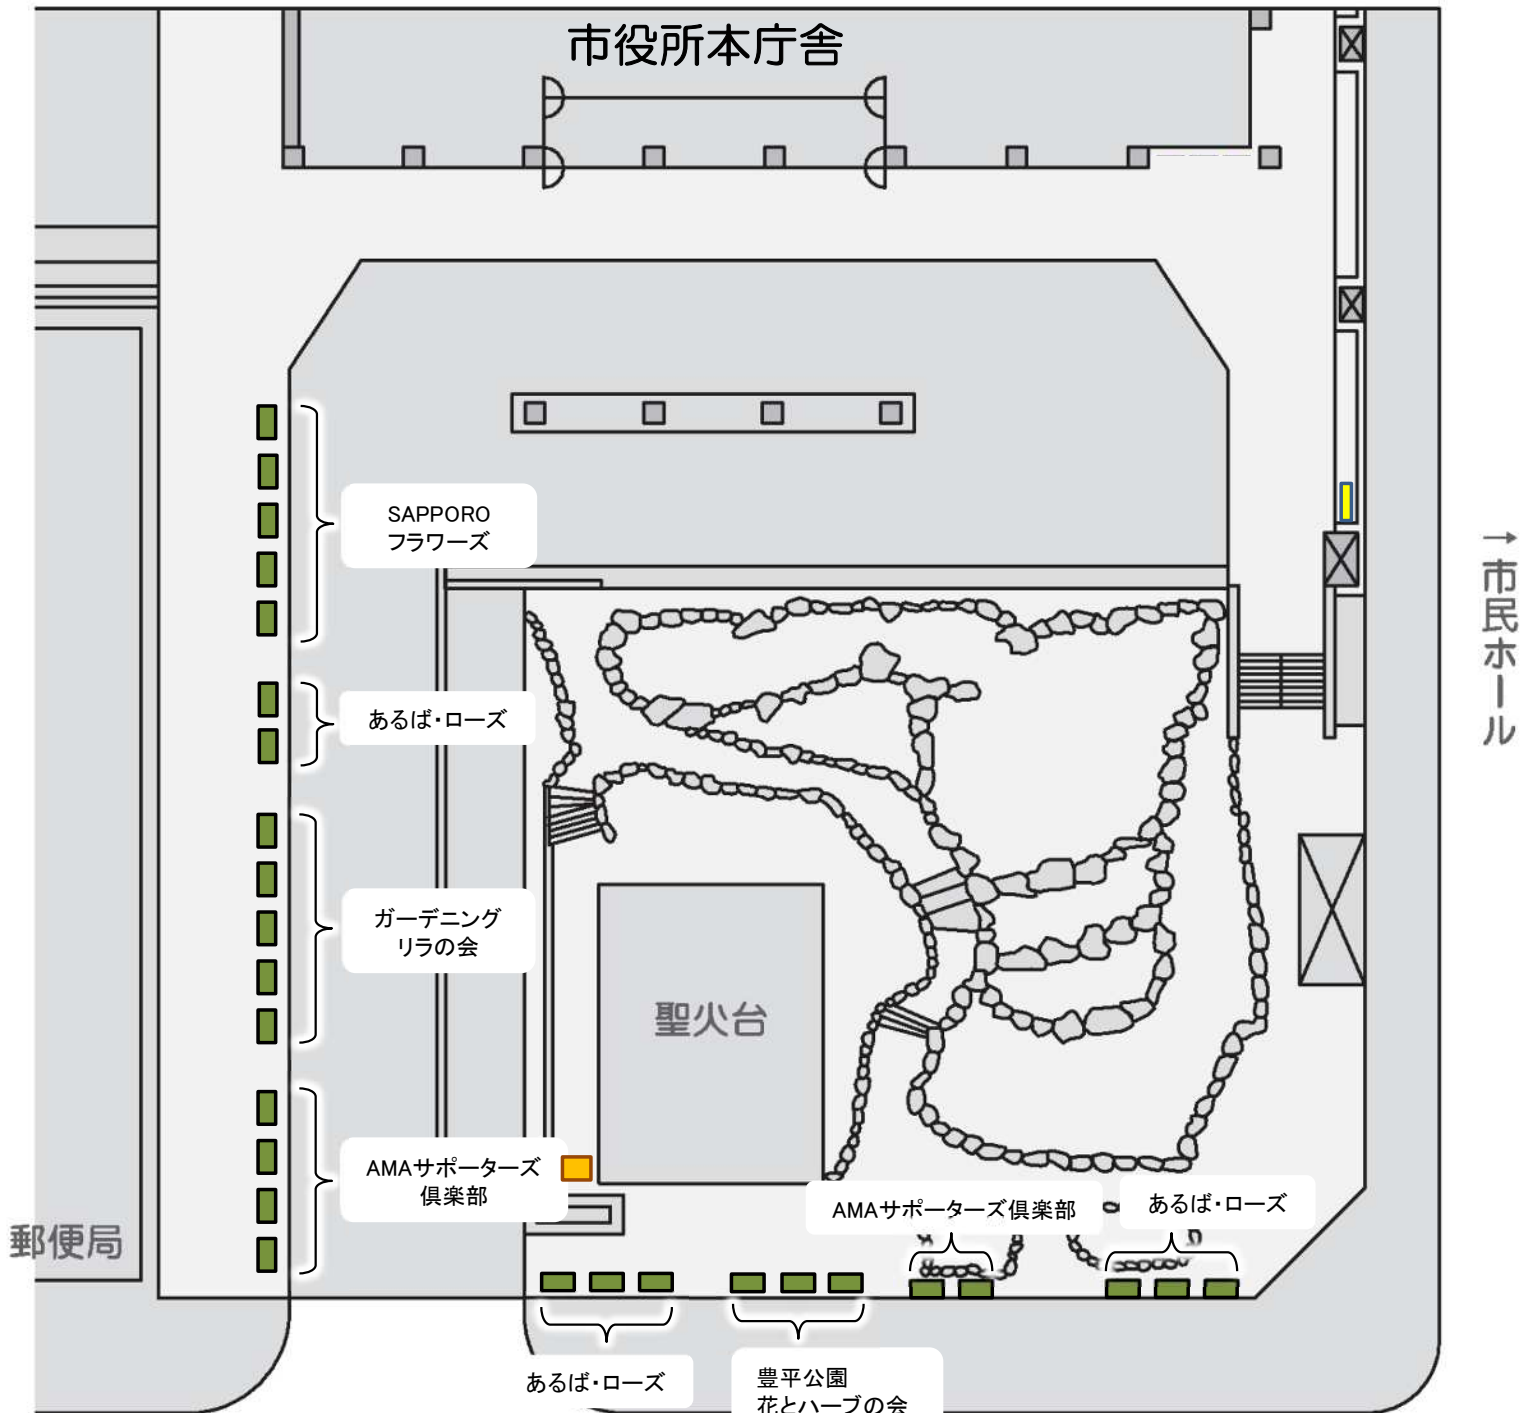 市役所本庁舎
SAPPORO
フラワーズ
→市民ホール
あるば・ローズ
ガーデニング
リラの会
聖火台
AMAサポーターズ
倶楽部
AMAサポーターズ倶楽部
あるば・ローズ
郵便局
あるば・ローズ
豊平公園
花とハーブの会